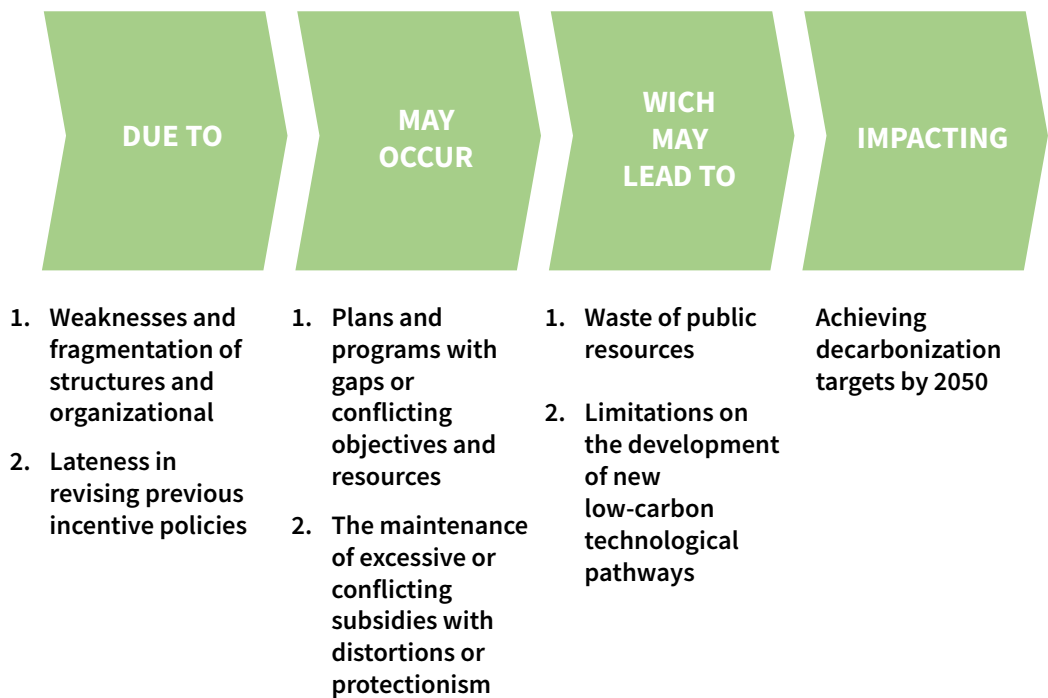 DUE TO
MAY
OCCUR
WICH
MAY
LEAD TO
IMPACTING
1. Weaknesses and
fragmentation of
structures and
organizational
2. Lateness in
revising previous
incentive policies
1. Plans and
programs with
gaps or
conflicting
objectives and
resources
2. The maintenance
of excessive or
conflicting
subsidies with
distortions or
protectionism
1. Waste of public
resources
2. Limitations on
the development
of new
low-carbon
technological
pathways
Achieving
decarbonization
targets by 2050